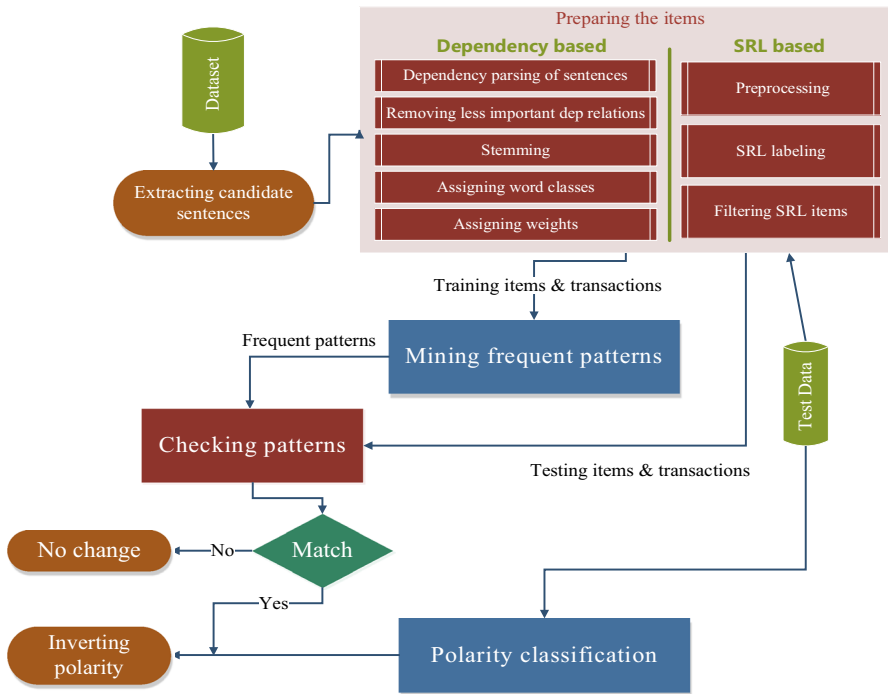 Preparing the items
Dependency based
SRL based
Dataset
Dependency parsing of sentences
Removing less important dep relations
Stemming
Assigning word classes
Assigning weights
Preprocessing
SRL labeling
Filtering SRL items
Extracting candidate
sentences
Training items & transactions
Frequent patterns
Mining frequent patterns
Test Data
Checking patterns
Testing items & transactions
No change
No
Match
Yes
Inverting
polarity
Polarity classification